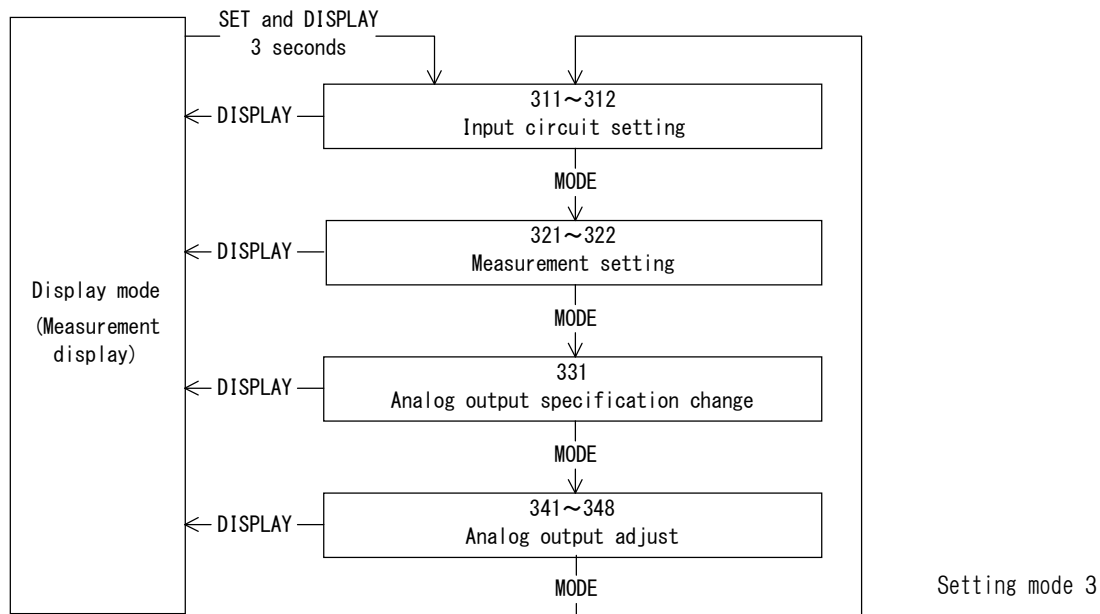 SET and DISPLAY
3 seconds
311～312
Input circuit setting
DISPLAY
MODE
321～322
Measurement setting
DISPLAY
MODE
Display mode
(Measurement
display)
331
Analog output specification change
DISPLAY
MODE
341～348
Analog output adjust
DISPLAY
MODE
Setting mode 3